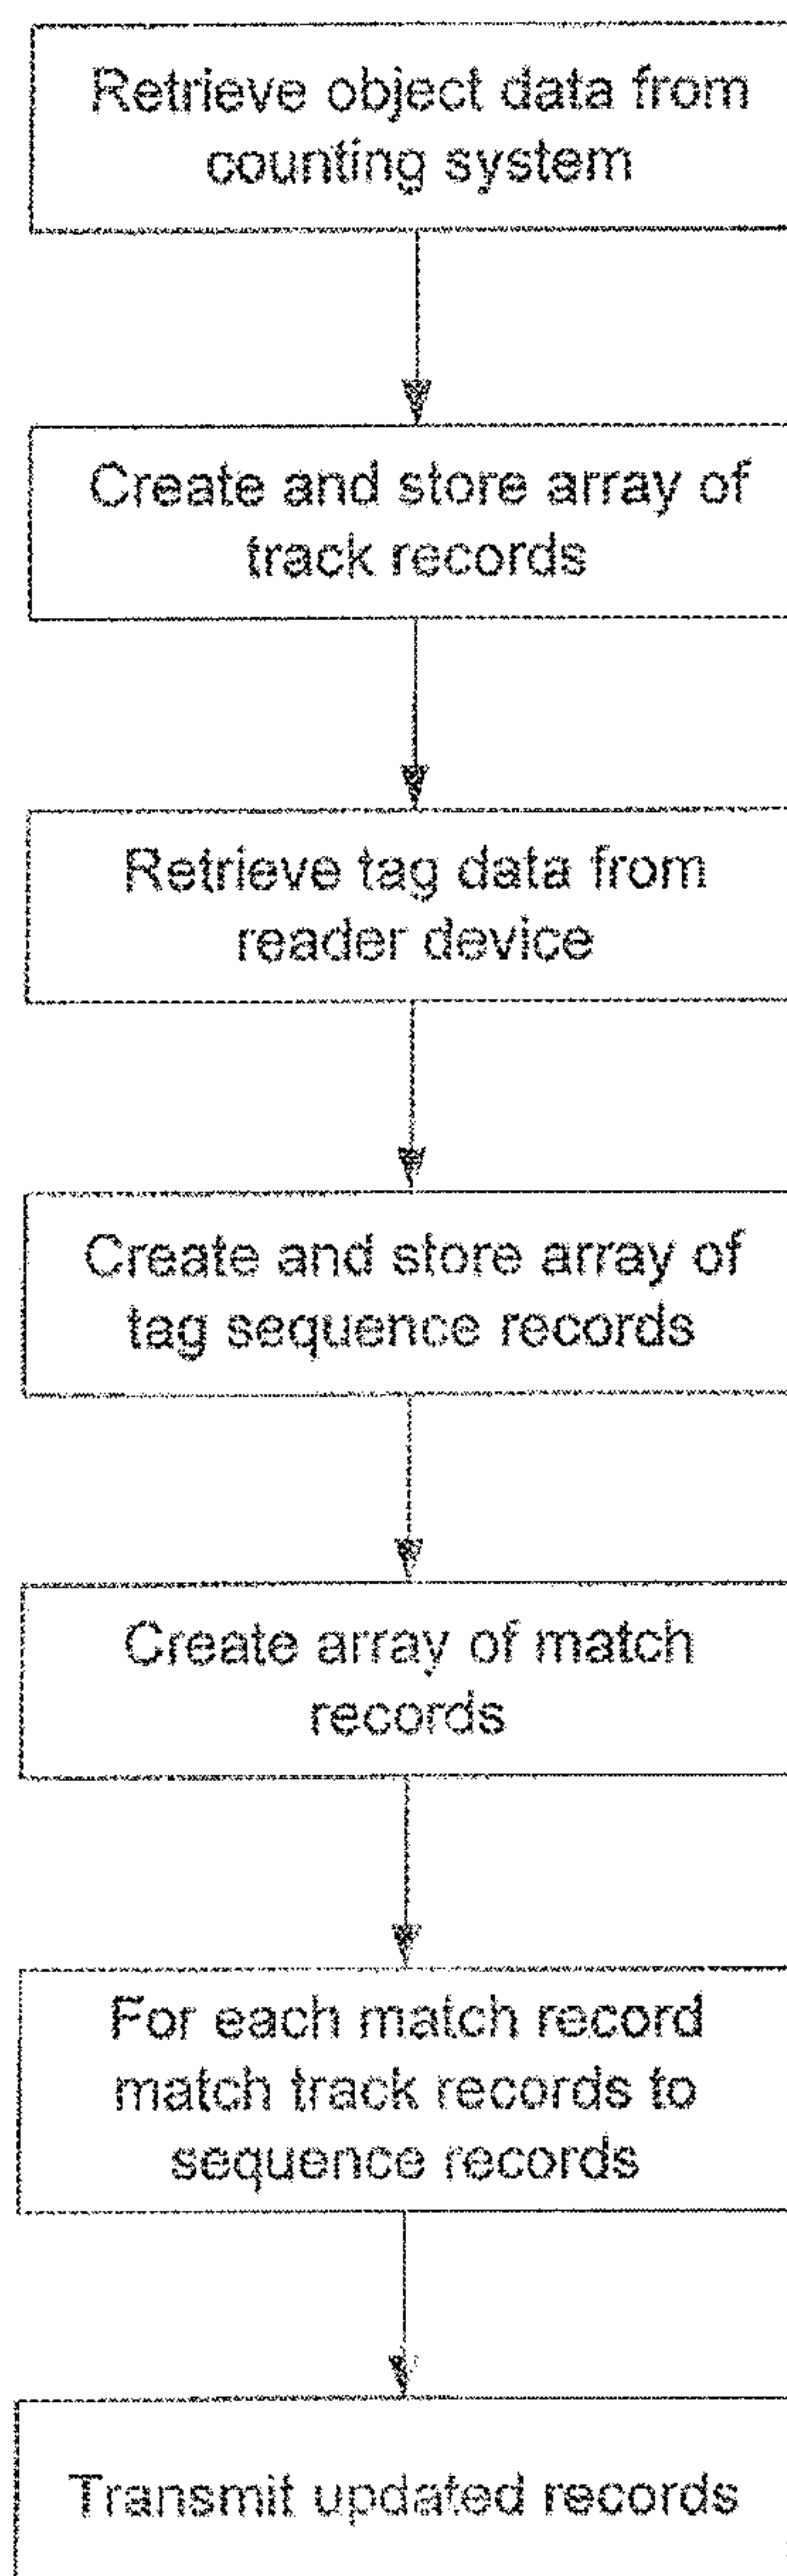 Retrieve object data from
counting system
Create and store array of
track records
Retrieve tag data from
reader device
Create and store array of
tag sequence records
Create array of match
records
For each match record
match track records to
sequence records
Transmit updated records